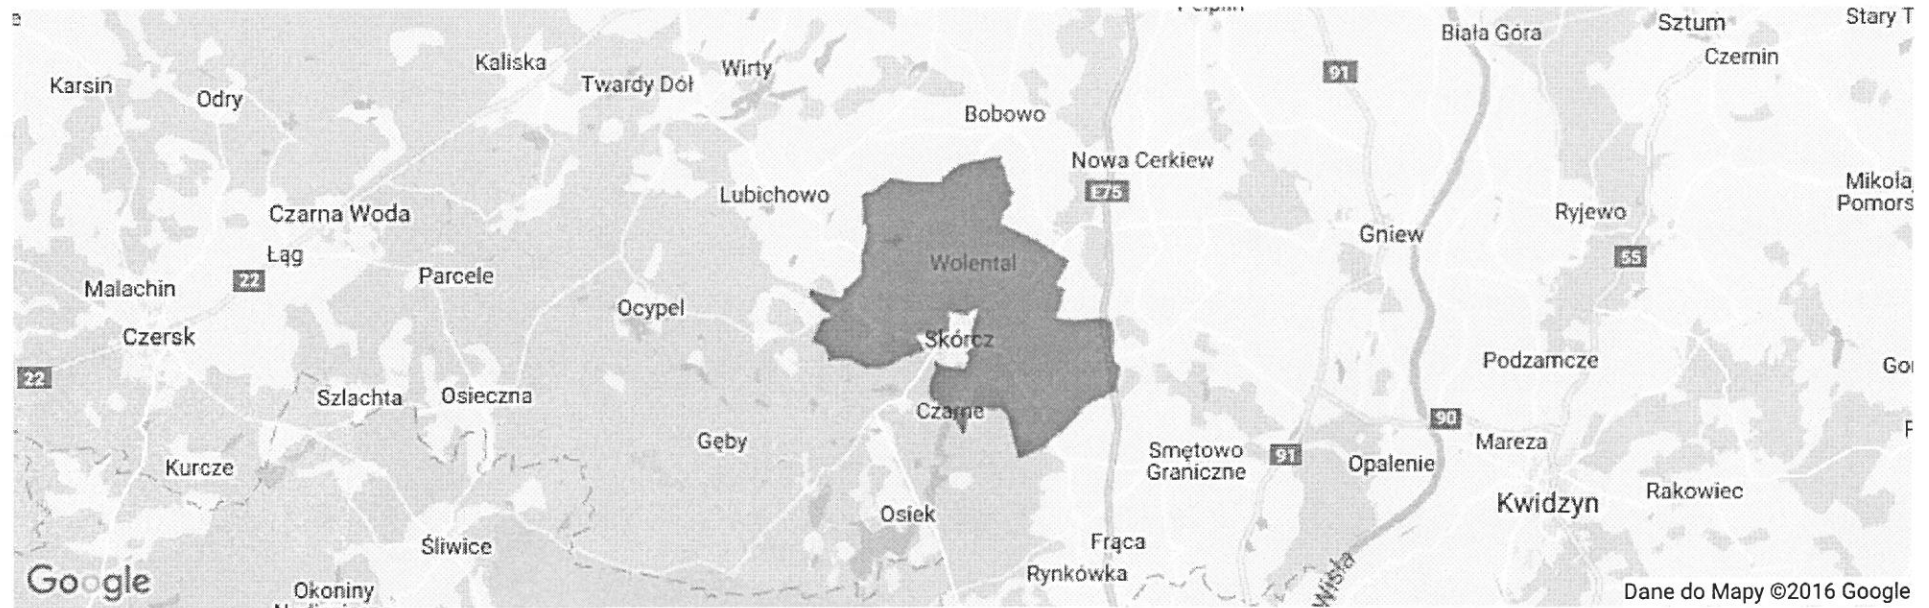 Pelplin
Sztum
Stary T
Biała Góra
Czernin
Kaliska
Wirty
91
Karsin
Twardy Dół
Odry
Bobowo
Nowa Cerkiew
E75
Lubichowo
Mikoła
Pomors
Czarna Woda
Ryjewo
Gniew
Łąg
Wolental
55
22
Parcele
Malachin
Ocypel
Czersk
Skórcz
Podzamcze
Go
22
Szlachta
Osieczna
Czarne
90
Gęby
Mareza
Smętowo
Graniczne
91
Opalenie
Kurcze
Kwidzyn
Rakowiec
Osiek
Frąca
Śliwice
Rynkówka
Wisła
Google
Okoniny
Dane do Mapy ©2016 Google